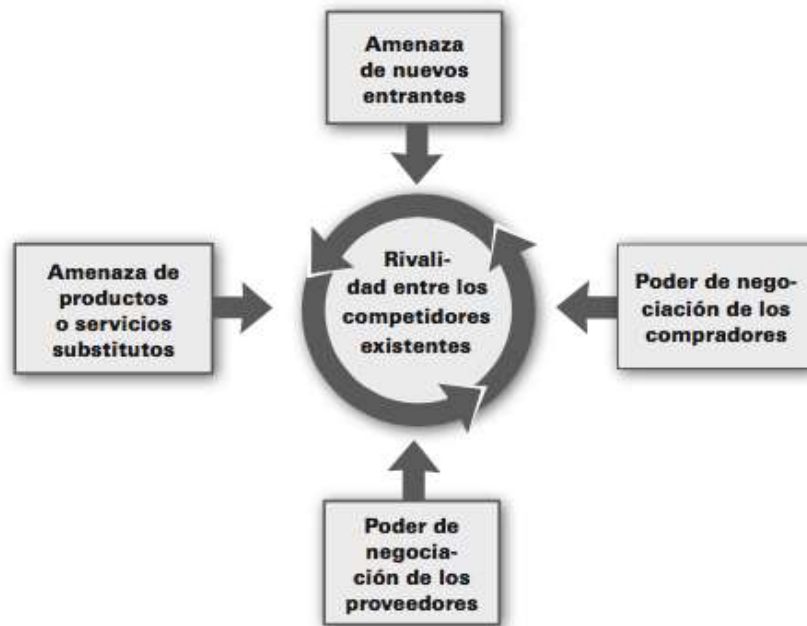 Amenaza
de nuevos
entrantes
Amenaza de
productos
o servicios
substitutos
Rivali-
dad entre los
competidores
existentes
Poder de nego-
ciación de los
compradores
Poder de
negocia-
ción de los
proveedores